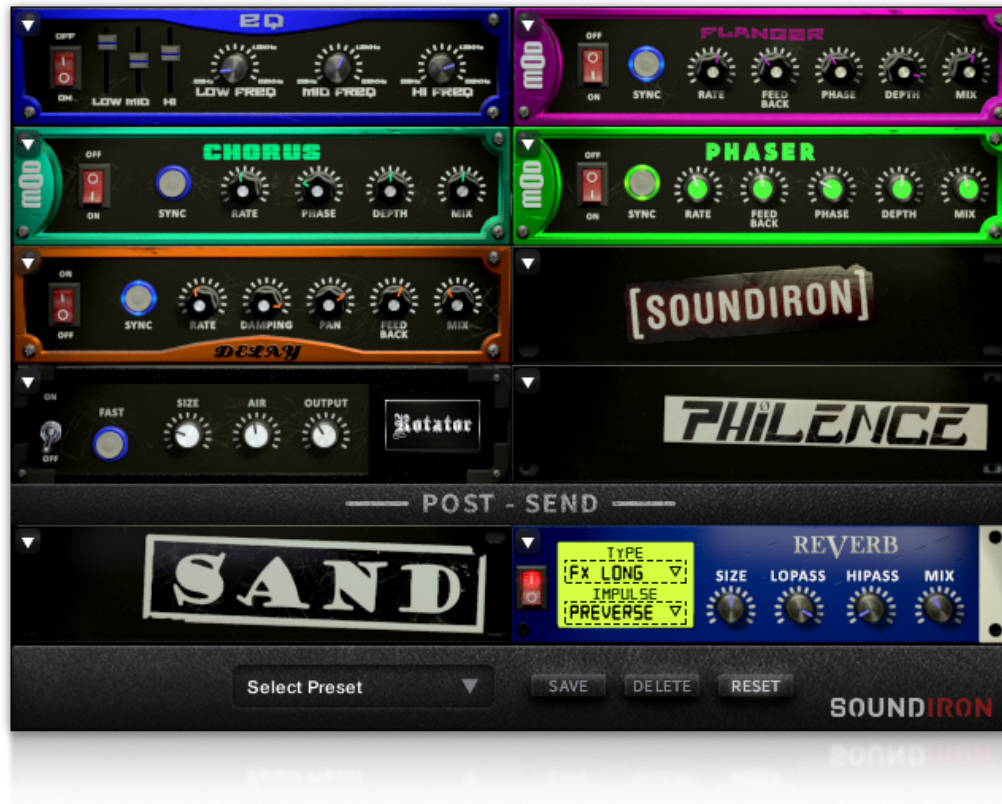 EQ
OFF
ON
LOW MID HI
LOW FREQ
MID FREQ
HI FREQ
MOD
FLANGER
OFF
ON
SYNC
RATE
FEED
BACK
PHASE
DEPTH
MIX
MOD
CHORUS
OFF
ON
SYNC
RATE
PHASE
DEPTH
MIX
MOD
PHASER
OFF
ON
SYNC
RATE
FEED
BACK
PHASE
DEPTH
MIX
ON
OFF
SYNC
RATE
DAMPING
PAN
FEED
BACK
MIX
DELAY
[SOUNDIRON]
ON
OFF
FAST
SIZE
AIR
OUTPUT
Rotator
PHILENCE
POST - SEND
SAND
REVERB
TYPE
FX LONG
IMPULSE
PREVERSE
SIZE
LOPASS
HIPASS
MIX
Select Preset
SAVE
DELETE
RESET
SOUNDIRON